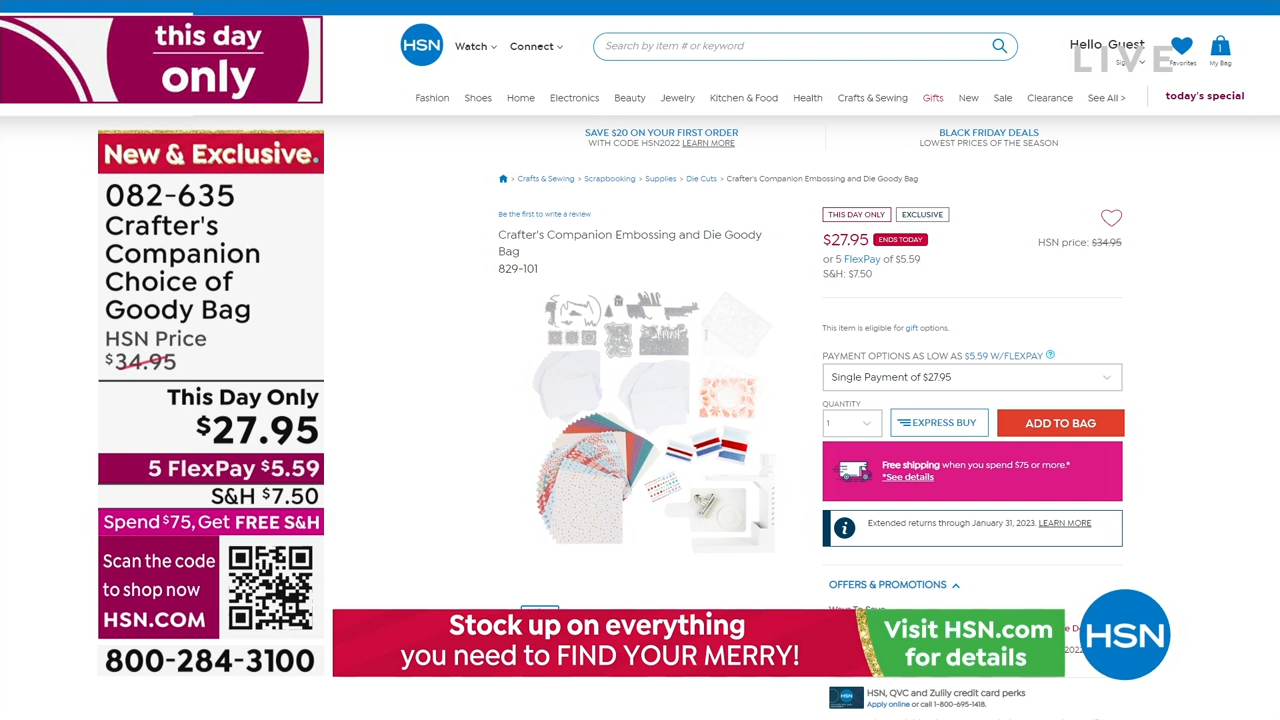 this day
only
New & Exclusive.
082-635
Crafter's
Companion
Choice of
Goody Bag
HSN Price
$34.95
This Day Only
$27.95
5 FlexPay $5.59
S&H $7.50
Spend $75, Get FREE S&H
Scan the code
to shop now
HSN.COM
800-284-3100
HSN
Watch
Connect
Search by item # or keyword
Hello, Guest
LIVE
Favorites
1
My Bag
Fashion Shoes Home Electronics Beauty Jewelry Kitchen & Food Health Crafts & Sewing Gifts New Sale Clearance See All > today's special
SAVE $20 ON YOUR FIRST ORDER
WITH CODE HSN2022 LEARN MORE
BLACK FRIDAY DEALS
LOWEST PRICES OF THE SEASON
> Crafts & Sewing > Scrapbooking > Supplies > Die Cuts > Crafter's Companion Embossing and Die Goody Bag
Be the first to write a review
Crafter's Companion Embossing and Die Goody
Bag
829-101
THIS DAY ONLY EXCLUSIVE
$27.95 ENDS TODAY
HSN price: $34.95
or 5 FlexPay of $5.59
S&H: $7.50
This item is eligible for gift options.
PAYMENT OPTIONS AS LOW AS $5.59 W/FLEXPAY ?
Single Payment of $27.95
QUANTITY
1
EXPRESS BUY
ADD TO BAG
Free shipping when you spend $75 or more.*
*See details
Extended returns through January 31, 2023. LEARN MORE
OFFERS & PROMOTIONS
Stock up on everything
you need to FIND YOUR MERRY!
Visit HSN.com
for details
HSN
HSN, QVC and Zulily credit card perks
Apply online or call 1-800-695-1418.